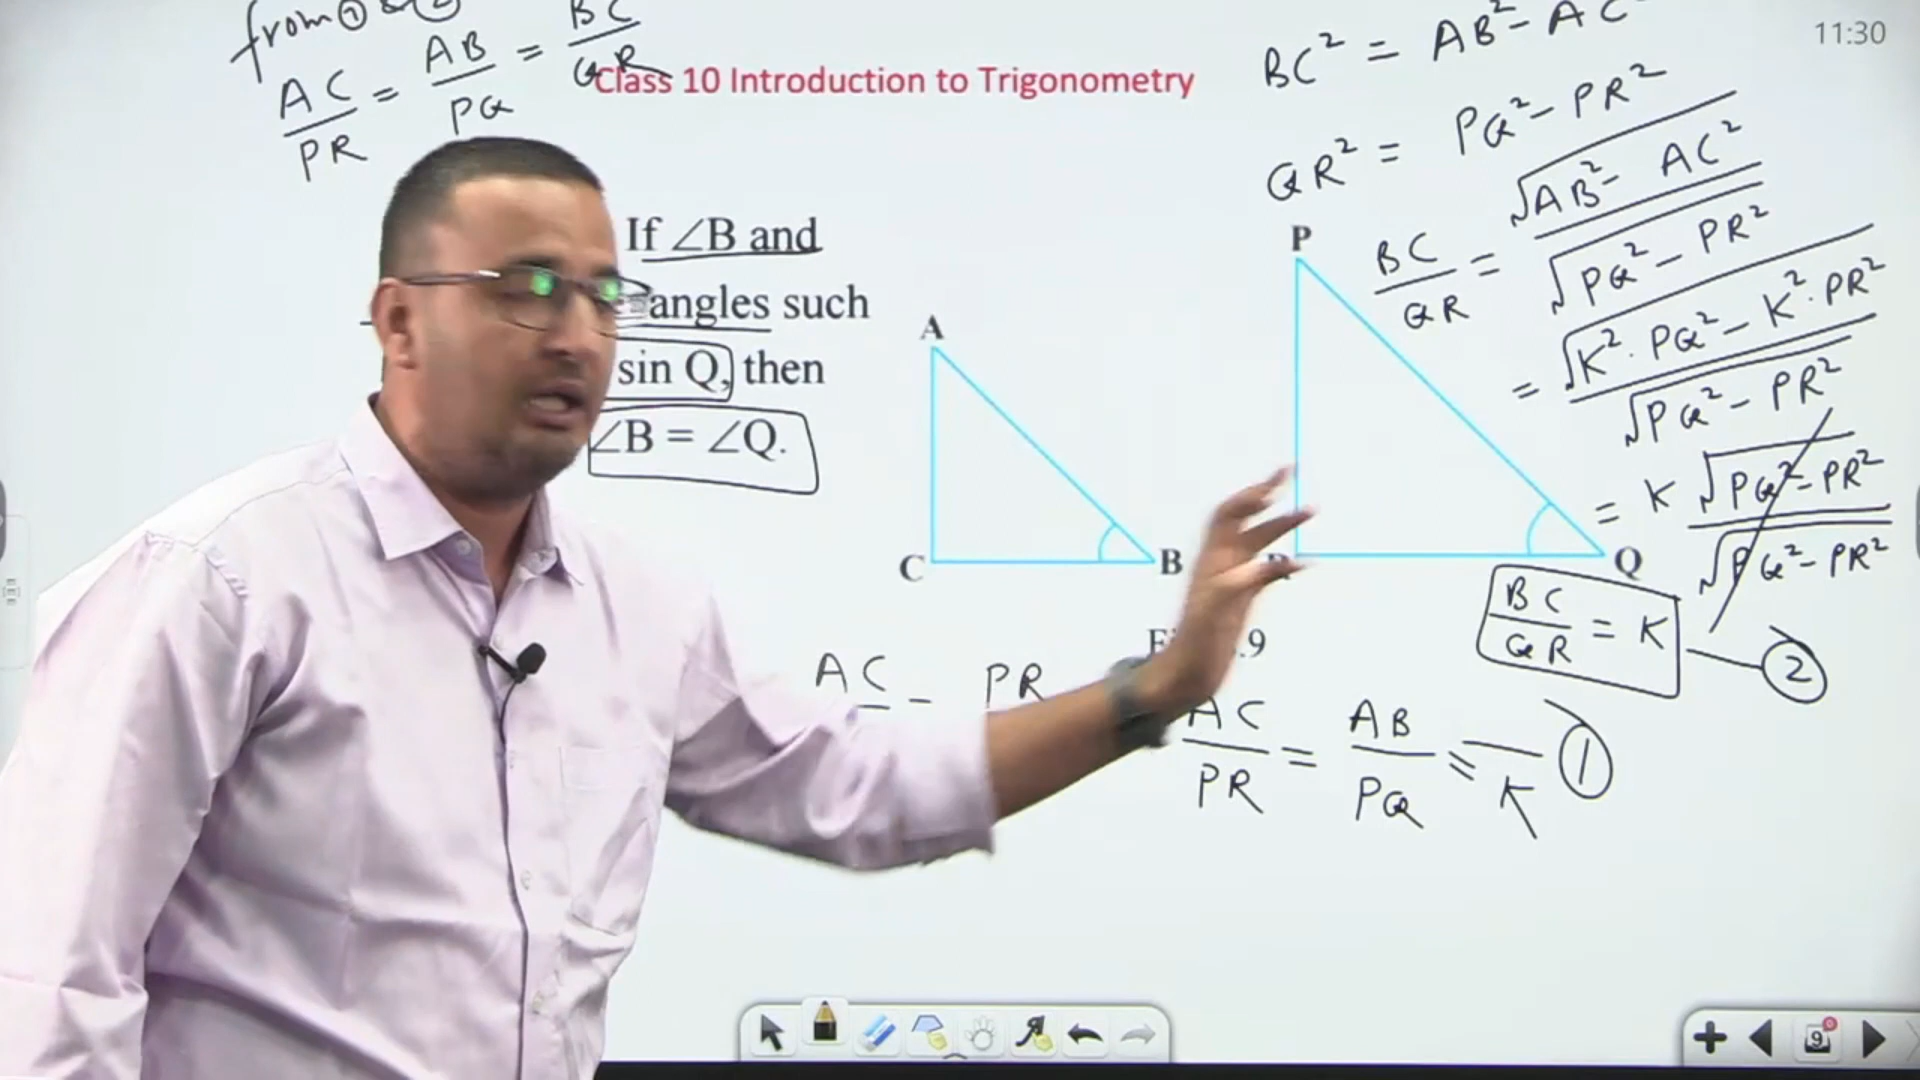 from ① & ②
AC/PR = AB/PQ = BC/QR
Class 10 Introduction to Trigonometry
11:30
BC² = AB² - AC²
QR² = PQ² - PR²
If ∠B and
angles such
sin Q, then
∠B = ∠Q.
A
C
B
P
Q
BC/QR = √AB² - AC² / √PQ² - PR²
= √K². PQ² - K². PR² / √PQ² - PR²
= K √PQ² - PR² / √PQ² - PR²
BC/QR = K ②
.9
AC = PR
AC/PR = AB/PQ = K ①
9